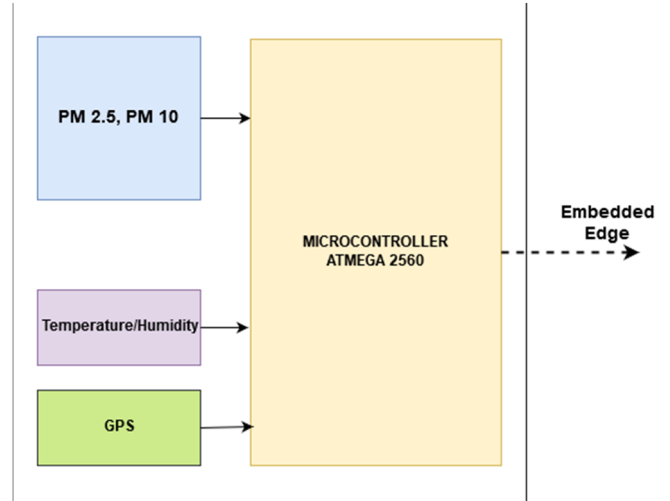 PM 2.5, PM 10
MICROCONTROLLER
ATMEGA 2560
Embedded
Edge
Temperature/Humidity
GPS